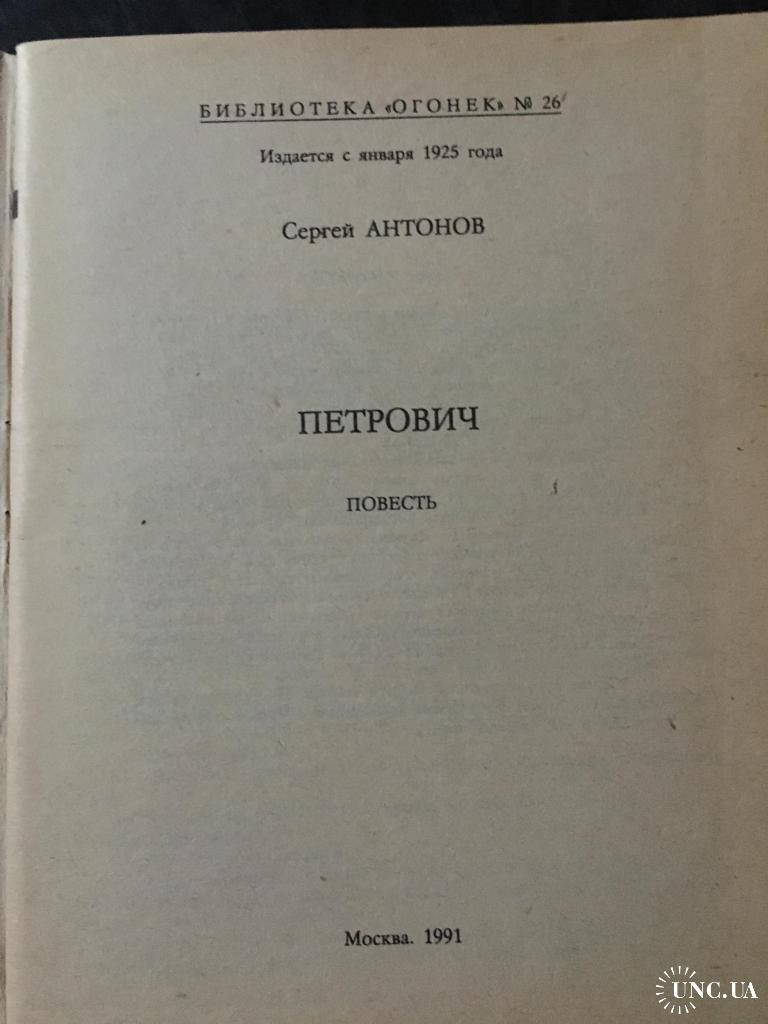 БИБЛИОТЕКА «ОГОНЕК» № 26
Издается с января 1925 года
Сергей АНТОНОВ
ПЕТРОВИЧ
ПОВЕСТЬ
Москва. 1991
UNC.UA